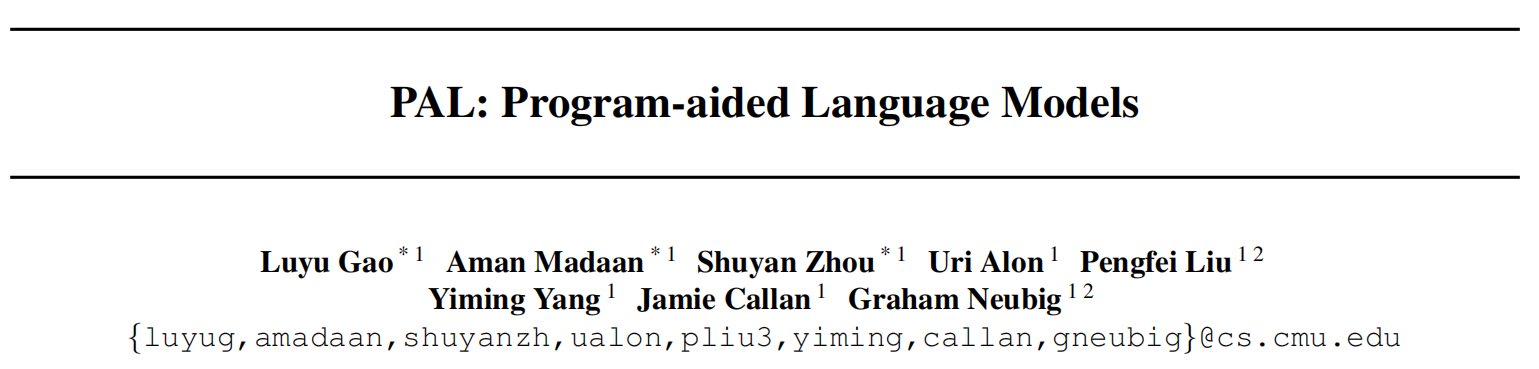 PAL: Program-aided Language Models
Luyu Gao * 1 Aman Madaan * 1 Shuyan Zhou * 1 Uri Alon 1 Pengfei Liu 1 2
Yiming Yang 1 Jamie Callan 1 Graham Neubig 1 2
{luyug,amadaan,shuyanzh,ualon,pliu3,yiming,callan,gneubig}@cs.cmu.edu